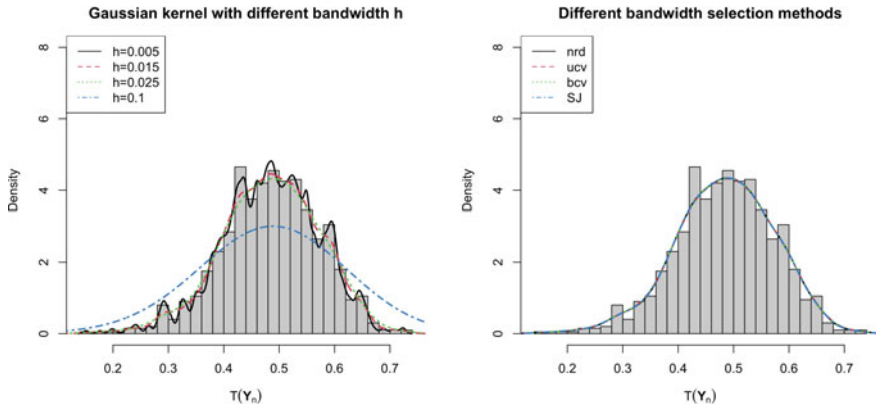 Gaussian kernel with different bandwidth h
8
6
4
2
0
Density
h=0.005
h=0.015
h=0.025
h=0.1
0.2 0.3 0.4 0.5 0.6 0.7
T(Yₙ)
Different bandwidth selection methods
8
6
4
2
0
Density
nrd
ucv
bcv
SJ
0.2 0.3 0.4 0.5 0.6 0.7
T(Yₙ)